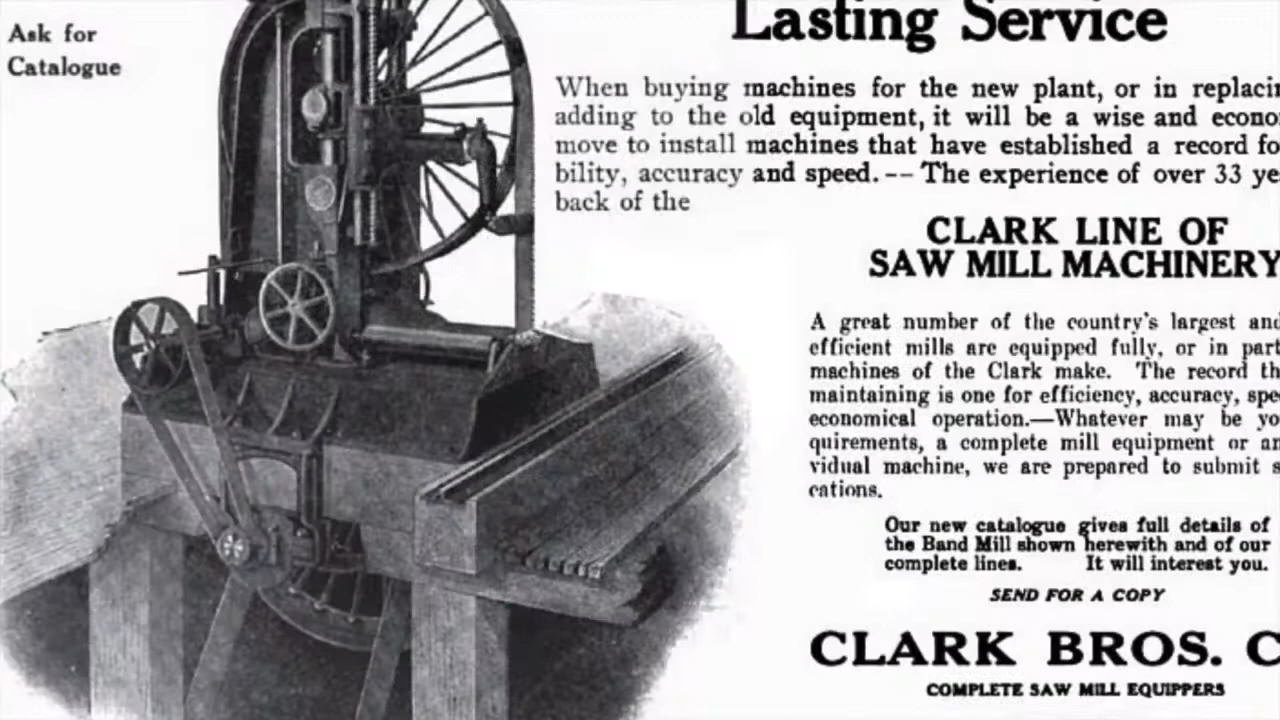 Ask for
Catalogue
Lasting Service
When buying machines for the new plant, or in replacin
adding to the old equipment, it will be a wise and econo
move to install machines that have established a record fo
bility, accuracy and speed. -- The experience of over 33 ye
back of the
CLARK LINE OF
SAW MILL MACHINERY
A great number of the country's largest and
efficient mills are equipped fully, or in part
machines of the Clark make. The record th
maintaining is one for efficiency, accuracy, spe
economical operation.—Whatever may be yo
quirements, a complete mill equipment or an
vidual machine, we are prepared to submit s
cations.
Our new catalogue gives full details of
the Band Mill shown herewith and of our
complete lines. It will interest you.
SEND FOR A COPY
CLARK BROS. C
COMPLETE SAW MILL EQUIPPERS